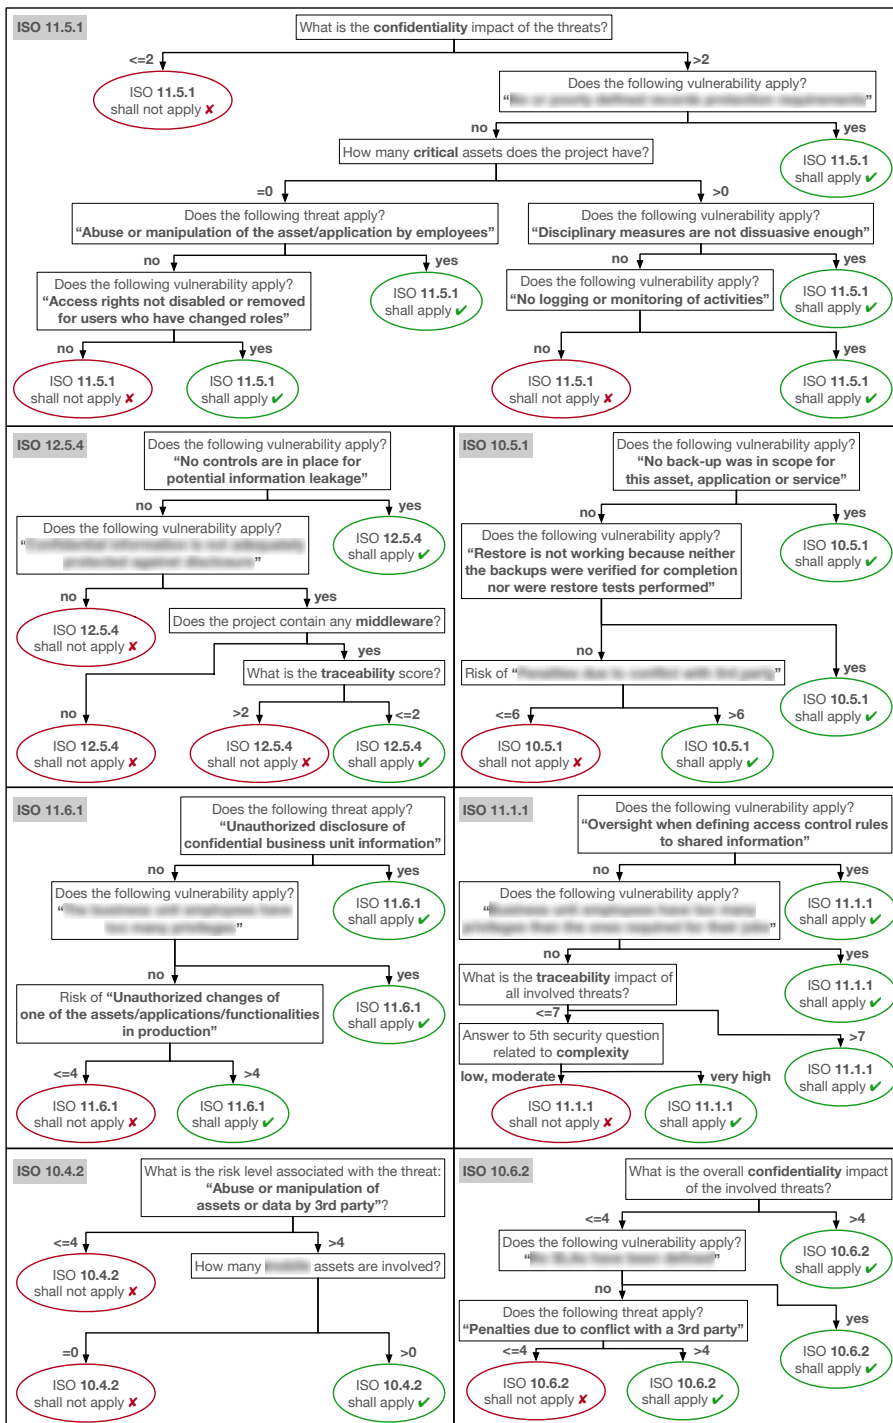 ISO 11.5.1
What is the confidentiality impact of the threats?
<=2
>2
ISO 11.5.1
shall not apply ✘
Does the following vulnerability apply?
“ ”
no
yes
How many critical assets does the project have?
ISO 11.5.1
shall apply ✔
=0
>0
Does the following threat apply?
“Abuse or manipulation of the asset/application by employees”
Does the following vulnerability apply?
“Disciplinary measures are not dissuasive enough”
no
yes
no
yes
Does the following vulnerability apply?
“Access rights not disabled or removed
for users who have changed roles”
ISO 11.5.1
shall apply ✔
Does the following vulnerability apply?
“No logging or monitoring of activities”
ISO 11.5.1
shall apply ✔
no
yes
no
yes
ISO 11.5.1
shall not apply ✘
ISO 11.5.1
shall apply ✔
ISO 11.5.1
shall not apply ✘
ISO 11.5.1
shall apply ✔
ISO 12.5.4
Does the following vulnerability apply?
“No controls are in place for
potential information leakage”
no
yes
Does the following vulnerability apply?
“
”
ISO 12.5.4
shall apply ✔
no
yes
ISO 12.5.4
shall not apply ✘
Does the project contain any middleware?
yes
What is the traceability score?
no
>2
<=2
ISO 12.5.4
shall not apply ✘
ISO 12.5.4
shall not apply ✘
ISO 12.5.4
shall apply ✔
ISO 10.5.1
Does the following vulnerability apply?
“No back-up was in scope for
this asset, application or service”
no
yes
Does the following vulnerability apply?
“Restore is not working because neither
the backups were verified for completion
nor were restore tests performed”
ISO 10.5.1
shall apply ✔
no
yes
Risk of “ ”
ISO 10.5.1
shall apply ✔
<=6
>6
ISO 10.5.1
shall not apply ✘
ISO 10.5.1
shall apply ✔
ISO 11.6.1
Does the following threat apply?
“Unauthorized disclosure of
confidential business unit information”
no
yes
Does the following vulnerability apply?
“
”
ISO 11.6.1
shall apply ✔
no
yes
Risk of “Unauthorized changes of
one of the assets/applications/functionalities
in production”
ISO 11.6.1
shall apply ✔
<=4
>4
ISO 11.6.1
shall not apply ✘
ISO 11.6.1
shall apply ✔
ISO 11.1.1
Does the following vulnerability apply?
“Oversight when defining access control rules
to shared information”
no
yes
Does the following vulnerability apply?
“
”
ISO 11.1.1
shall apply ✔
no
yes
What is the traceability impact of
all involved threats?
ISO 11.1.1
shall apply ✔
<=7
>7
Answer to 5th security question
related to complexity
ISO 11.1.1
shall apply ✔
low, moderate
very high
ISO 11.1.1
shall not apply ✘
ISO 11.1.1
shall apply ✔
ISO 10.4.2
What is the risk level associated with the threat:
“Abuse or manipulation of
assets or data by 3rd party”?
<=4
>4
ISO 10.4.2
shall not apply ✘
How many assets are involved?
=0
>0
ISO 10.4.2
shall not apply ✘
ISO 10.4.2
shall apply ✔
ISO 10.6.2
What is the overall confidentiality impact
of the involved threats?
<=4
>4
Does the following vulnerability apply?
“ ”
ISO 10.6.2
shall apply ✔
no
yes
Does the following threat apply?
“Penalties due to conflict with a 3rd party”
ISO 10.6.2
shall apply ✔
<=4
>4
ISO 10.6.2
shall not apply ✘
ISO 10.6.2
shall apply ✔